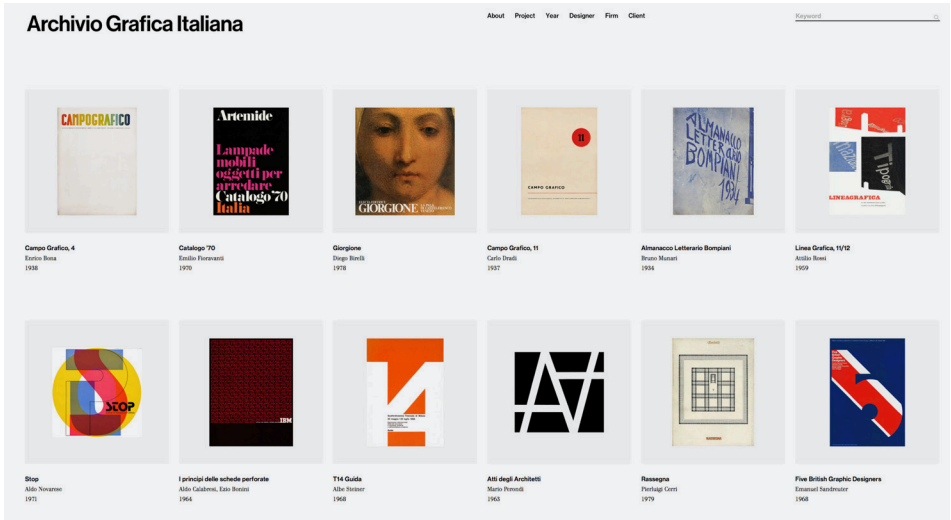 Archivio Grafica Italiana
About Project Year Designer Firm Client
Keyword
CAMPOGRAFICO
Artemide
Lampade
mobili
oggetti per
arredare
Catalogo '70
Italia
GIORGIONE
11
CAMPO GRAFICO
ALMANACCO
LETTERARIO
BOMPIANI
1934
Tipogra
LINEAGRAFICA
Campo Grafico, 4
Enrico Bona
1938
Catalogo '70
Emilio Fioravanti
1970
Giorgione
Diego Birelli
1978
Campo Grafico, 11
Carlo Dradi
1937
Almanacco Letterario Bompiani
Bruno Munari
1934
Linea Grafica, 11/12
Attilio Rossi
1959
STOP
IBM
T14
5
Stop
Aldo Novarese
1971
I principi delle schede perforate
Aldo Calabresi, Ezio Bonini
1964
T14 Guida
Albe Steiner
1968
Atti degli Architetti
Mario Perondi
1963
Rassegna
Pierluigi Cerri
1979
Five British Graphic Designers
Emanuel Sandreuter
1968